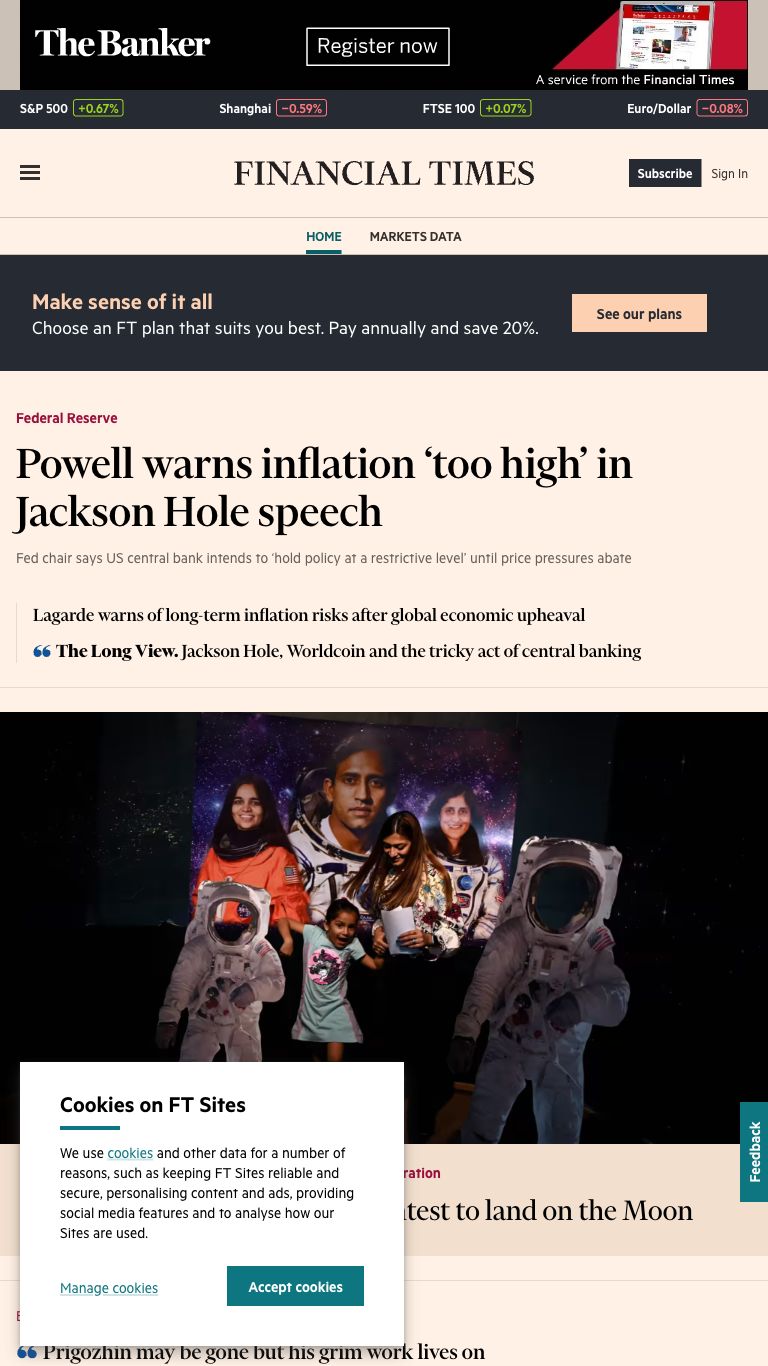 The Banker
Register now
A service from the Financial Times
S&P 500 +0.67%
Shanghai −0.59%
FTSE 100 +0.07%
Euro/Dollar −0.08%
FINANCIAL TIMES
Subscribe
Sign In
HOME
MARKETS DATA
Make sense of it all
Choose an FT plan that suits you best. Pay annually and save 20%.
See our plans
Federal Reserve
Powell warns inflation ‘too high’ in
Jackson Hole speech
Fed chair says US central bank intends to ‘hold policy at a restrictive level’ until price pressures abate
Lagarde warns of long-term inflation risks after global economic upheaval
The Long View. Jackson Hole, Worldcoin and the tricky act of central banking
Feedback
ration
test to land on the Moon
Cookies on FT Sites
We use cookies and other data for a number of
reasons, such as keeping FT Sites reliable and
secure, personalising content and ads, providing
social media features and to analyse how our
Sites are used.
Manage cookies
Accept cookies
Prigozhin may be gone but his grim work lives on